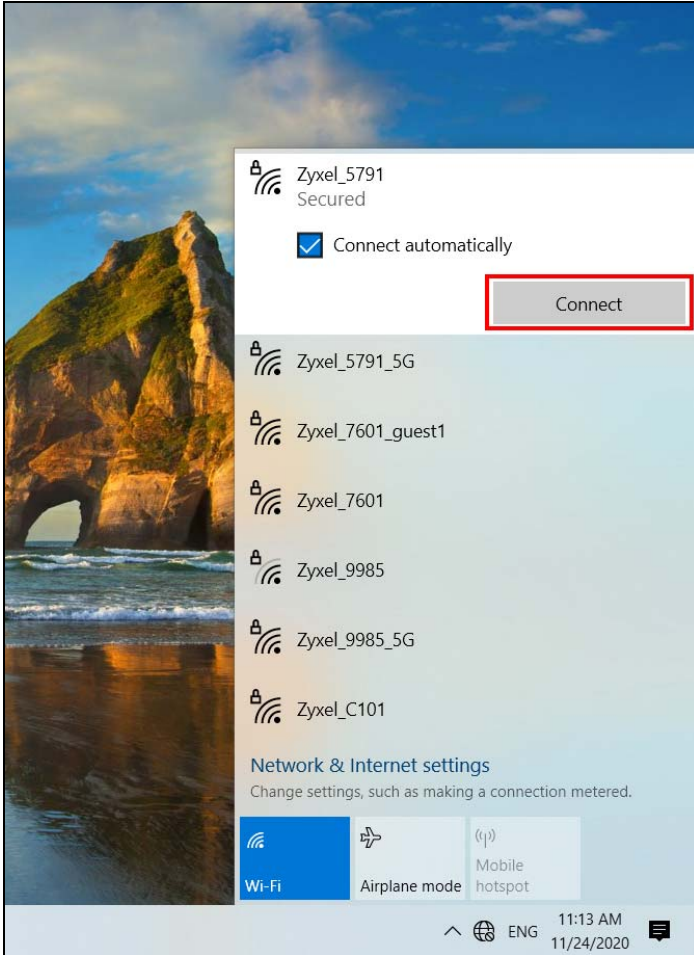 Zyxel_5791
Secured
Connect automatically
Connect
Zyxel_5791_5G
Zyxel_7601_guest1
Zyxel_7601
Zyxel_9985
Zyxel_9985_5G
Zyxel_C101
Network & Internet settings
Change settings, such as making a connection metered.
Wi-Fi
Airplane mode
Mobile
hotspot
ENG
11:13 AM
11/24/2020